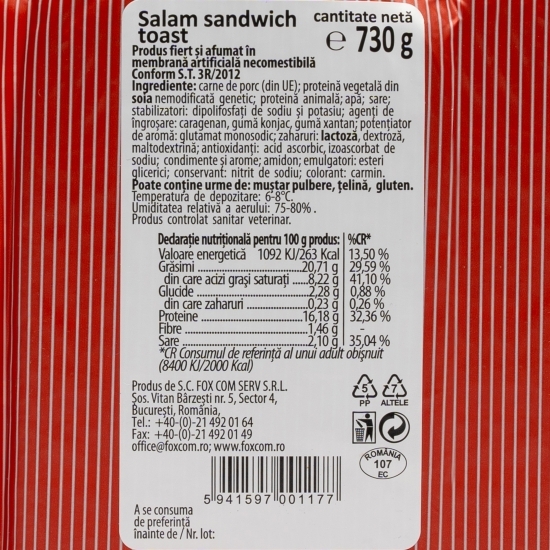 Salam sandwich toast
cantitate netă
℮ 730 g
Produs fiert și afumat în
membrană artificială necomestibilă
Conform S.T. 3R/2012
Ingrediente: carne de porc (din UE); proteină vegetală din
soia nemodificată genetic; proteină animală; apă; sare;
stabilizatori: dipolifosfați de sodiu și potasiu; agenți de
îngroșare: caragenan, gumă konjac, gumă xantan; potențiator
de aromă: glutamat monosodic; zaharuri: lactoză, dextroză,
maltodextrină; antioxidanți: acid ascorbic, izoascorbat de
sodiu; condimente și arome; amidon; emulgatori: esteri
glicerici; conservant: nitrit de sodiu; colorant: carmin.
Poate conține urme de: muștar pulbere, țelină, gluten.
Temperatura de depozitare: 6-8°C.
Umiditatea relativă a aerului: 75-80% .
Produs controlat sanitar veterinar.
Declarație nutrițională pentru 100 g produs: %CR*
Valoare energetică 1092 KJ/263 Kcal 13,50 %
Grăsimi ........................20,71 g 29,59 %
din care acizi grași saturați .....8,22 g 41,10 %
Glucide ........................2,28 g 0,88 %
din care zaharuri ................0,23 g 0,26 %
Proteine ........................16,18 g 32,36 %
Fibre ........................1,46 g -
Sare ........................2,10 g 35,04 %
*CR Consumul de referință al unui adult obișnuit
(8400 KJ/2000 Kcal)
Produs de S.C. FOX COM SERV S.R.L.
Șos. Vitan Bârzești nr. 5, Sector 4,
București, România,
Tel.: +40-(0)-21 492 01 64
Fax: +40-(0)-21 492 01 49
office@foxcom.ro; www.foxcom.ro
5 7
PP ALTELE
ROMÂNIA
107
EC
5 941597 001177
A se consuma
de preferință
înainte de / Nr. lot: